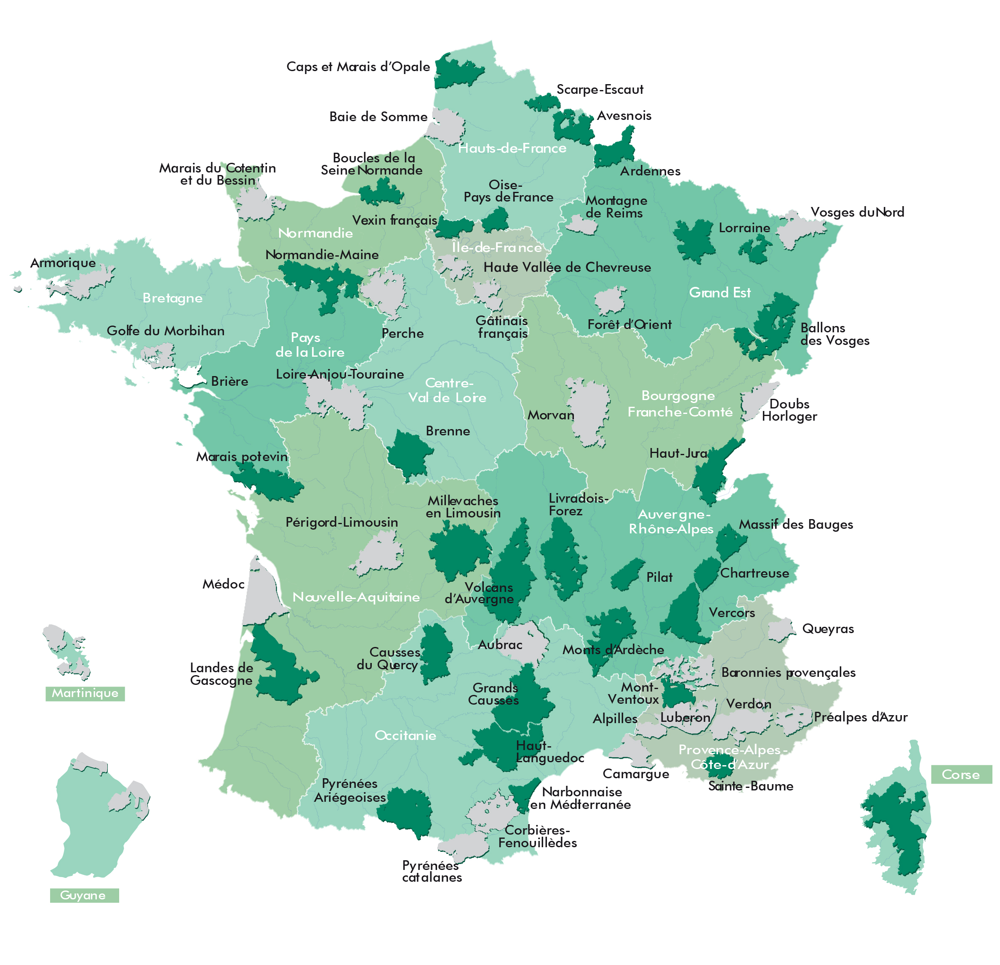 Caps et Marais d'Opale
Scarpe-Escaut
Baie de Somme
Avesnois
Hauts-de-France
Boucles de la
Seine Normande
Marais du Cotentin
et du Bessin
Ardennes
Oise-
Pays de France
Montagne
de Reims
Vosges du Nord
Vexin français
Lorraine
Normandie
Île-de-France
Normandie-Maine
Armorique
Haute Vallée de Chevreuse
Grand Est
Bretagne
Gâtinais
français
Forêt d'Orient
Ballons
des Vosges
Golfe du Morbihan
Perche
Pays
de la Loire
Loire-Anjou-Touraine
Brière
Centre-
Val de Loire
Bourgogne
Franche-Comté
Doubs
Horloger
Morvan
Brenne
Haut-Jura
Marais poitevin
Millevaches
en Limousin
Livradois-
Forez
Auvergne-
Rhône-Alpes
Massif des Bauges
Périgord-Limousin
Chartreuse
Pilat
Médoc
Volcans
d'Auvergne
Nouvelle-Aquitaine
Vercors
Queyras
Aubrac
Monts d'Ardèche
Causses
du Quercy
Landes de
Gascogne
Baronnies provençales
Grands
Causses
Mont-
Ventoux
Martinique
Verdon
Alpilles
Luberon
Préalpes d'Azur
Occitanie
Haut-
Languedoc
Provence-Alpes-
Côte-d'Azur
Camargue
Corse
Sainte-Baume
Pyrénées
Ariégeoises
Narbonnaise
en Méditerranée
Corbières-
Fenouillèdes
Pyrénées
catalanes
Guyane